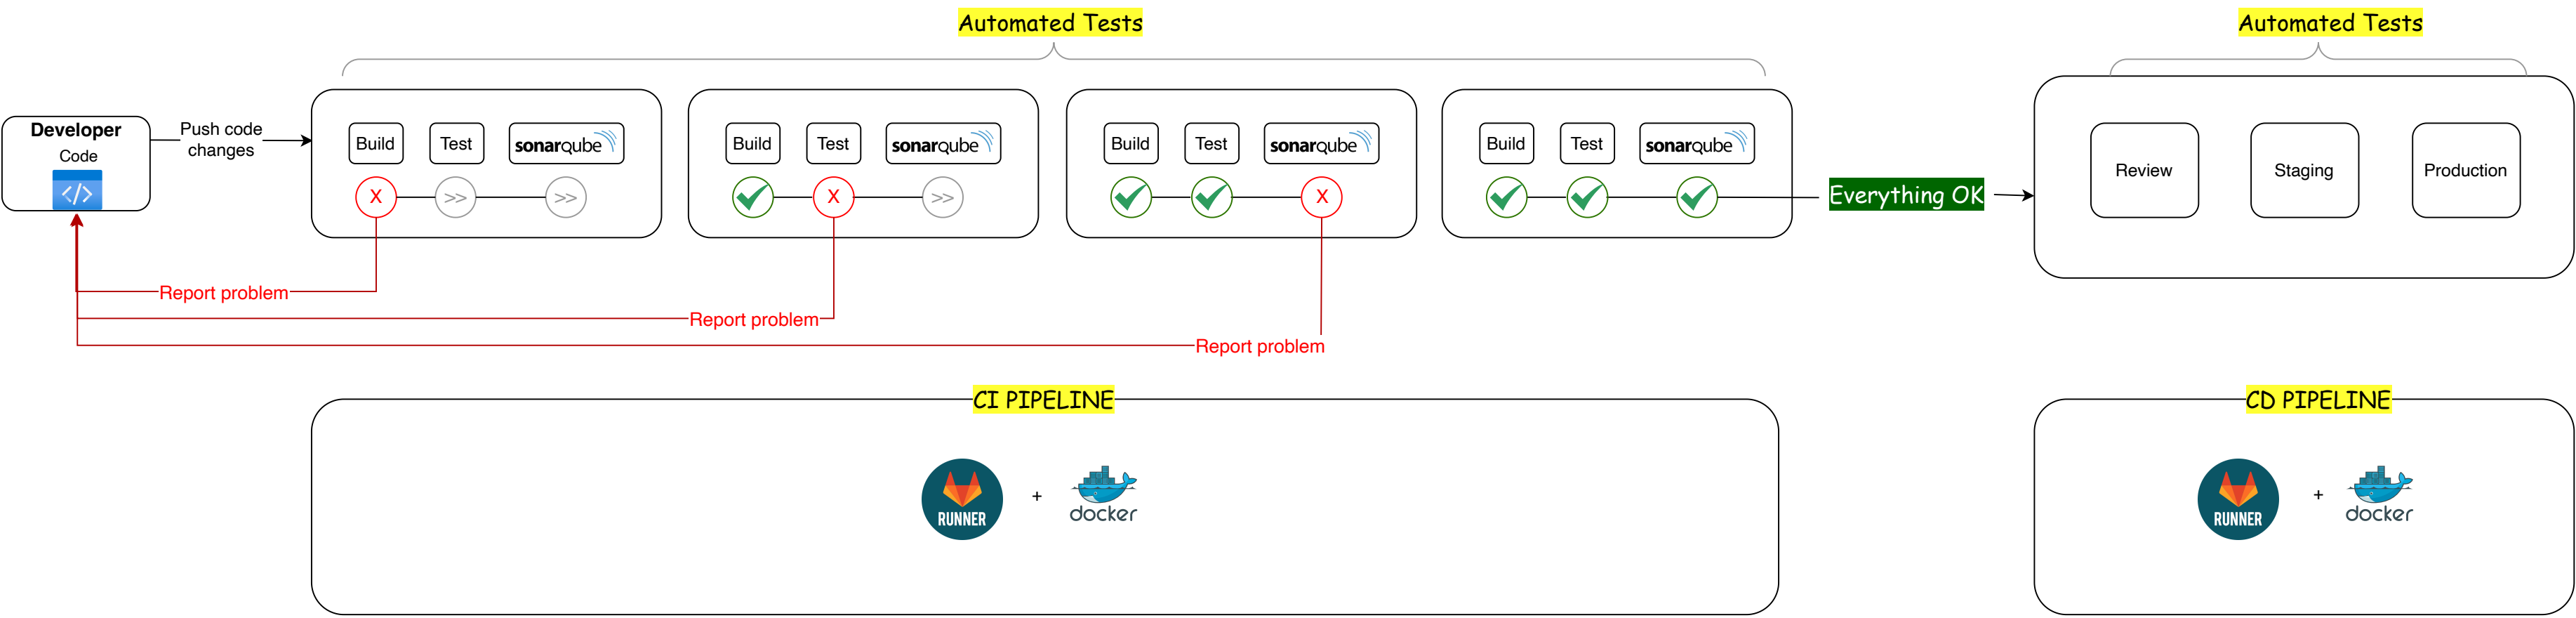 Automated Tests
Automated Tests
Developer
Code
Push code
changes
Build
Test
sonarqube
X
>>
>>
Build
Test
sonarqube
X
>>
Build
Test
sonarqube
X
Build
Test
sonarqube
Everything OK
Review
Staging
Production
Report problem
Report problem
Report problem
CI PIPELINE
RUNNER
+
docker
CD PIPELINE
RUNNER
+
docker